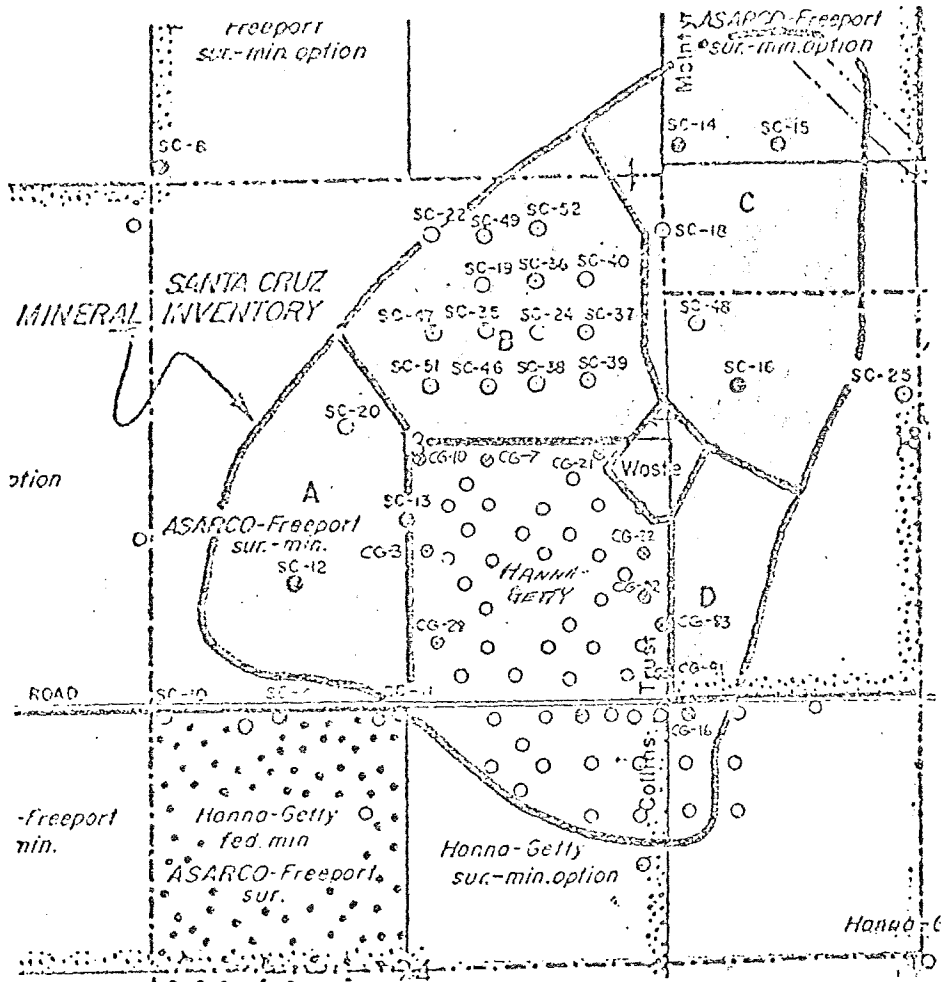 Freeport
sur.-min. option
ASARCO-Freeport
sur.-min. option
SC-14
SC-15
SC-8
C
SC-22
SC-49
SC-52
SC-18
SC-19
SC-36
SC-40
SANTA CRUZ
MINERAL INVENTORY
SC-47
SC-35
SC-24
SC-37
SC-48
B
SC-51
SC-46
SC-38
SC-39
SC-16
SC-25
SC-20
CG-10
CG-7
CG-21
Waste
A
SC-13
ASARCO-Freeport
sur.-min.
CG-3
SC-12
HANNA-
GETTY
D
CG-83
CG-28
Trust
CG-91
ROAD
SC-10
CG-16
Collins
-Freeport
min.
Hanna-Getty
fed. min
ASARCO-Freeport
sur.
Hanna-Getty
sur.-min. option